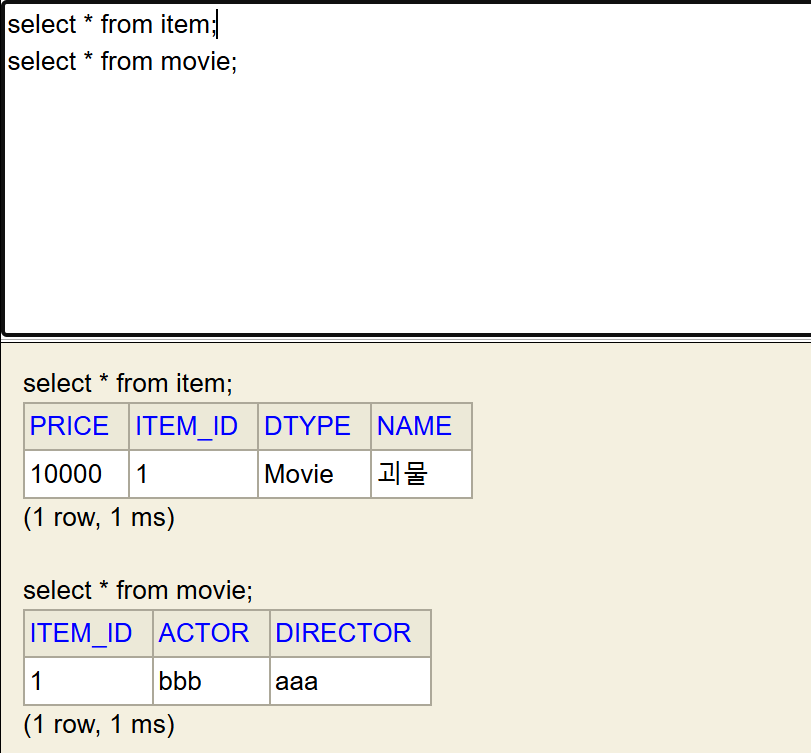 select * from item;
select * from movie;
select * from item;
PRICE ITEM_ID DTYPE NAME
10000 1 Movie 괴물
(1 row, 1 ms)
select * from movie;
ITEM_ID ACTOR DIRECTOR
1 bbb aaa
(1 row, 1 ms)